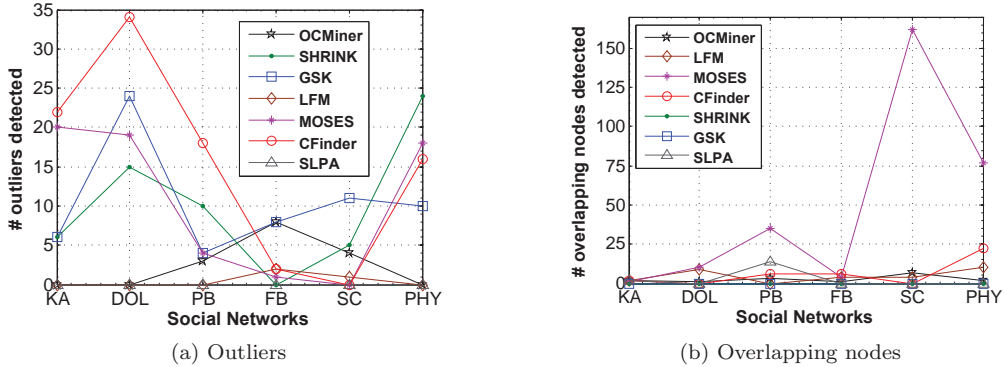 35
30
25
20
15
10
5
0
# outliers detected
OCMiner
SHRINK
GSK
LFM
MOSES
CFinder
SLPA
KA DOL PB FB SC PHY
Social Networks
(a) Outliers
150
125
100
75
50
25
0
# overlapping nodes detected
OCMiner
LFM
MOSES
CFinder
SHRINK
GSK
SLPA
KA DOL PB FB SC PHY
Social Networks
(b) Overlapping nodes